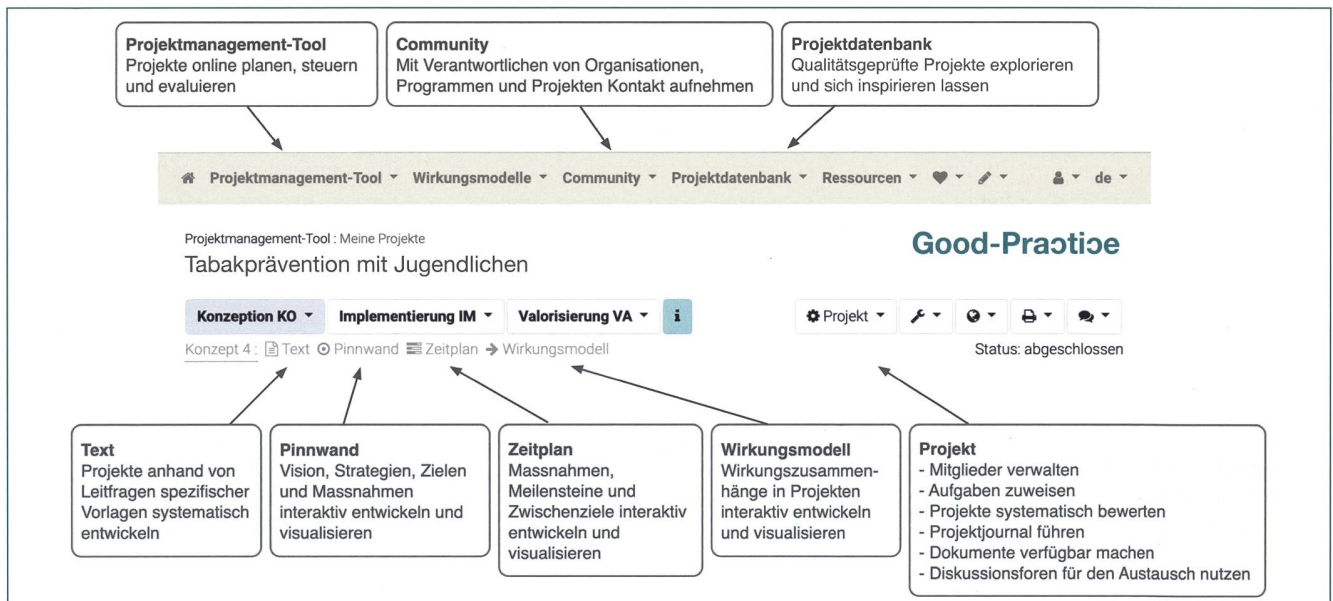 Projektmanagement-Tool
Projekte online planen, steuern
und evaluieren
Community
Mit Verantwortlichen von Organisationen,
Programmen und Projekten Kontakt aufnehmen
Projektdatenbank
Qualitätsgeprüfte Projekte explorieren
und sich inspirieren lassen
Projektmanagement-Tool Wirkungsmodelle Community Projektdatenbank Ressourcen de
Projektmanagement-Tool : Meine Projekte
Good-Practice
Tabakprävention mit Jugendlichen
Konzeption KO Implementierung IM Valorisierung VA i Projekt
Konzept 4 : Text Pinnwand Zeitplan Wirkungsmodell Status: abgeschlossen
Text
Projekte anhand von
Leitfragen spezifischer
Vorlagen systematisch
entwickeln
Pinnwand
Vision, Strategien, Zielen
und Massnahmen
interaktiv entwickeln und
visualisieren
Zeitplan
Massnahmen,
Meilensteine und
Zwischenziele interaktiv
entwickeln und
visualisieren
Wirkungsmodell
Wirkungszusammen-
hänge in Projekten
interaktiv entwickeln
und visualisieren
Projekt
- Mitglieder verwalten
- Aufgaben zuweisen
- Projekte systematisch bewerten
- Projektjournal führen
- Dokumente verfügbar machen
- Diskussionsforen für den Austausch nutzen